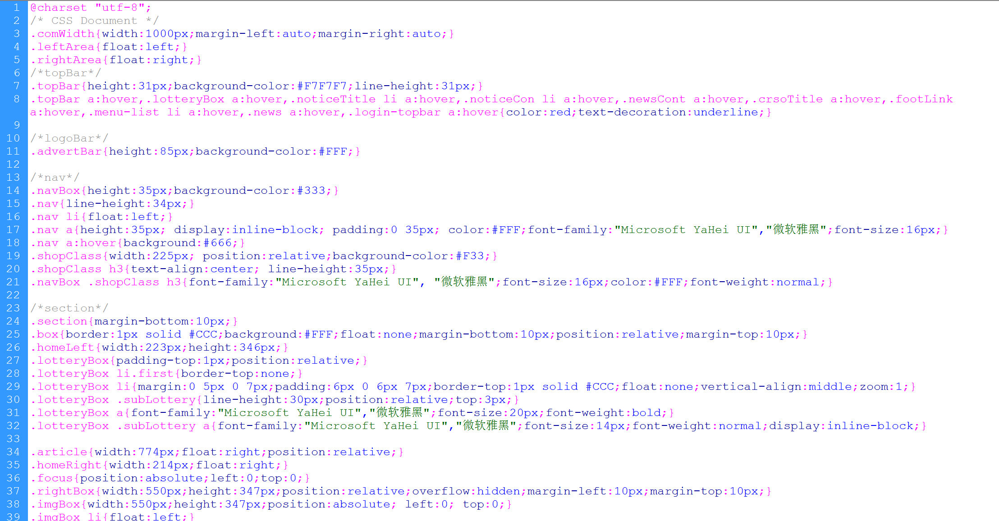 1 @charset "utf-8";
2 /* CSS Document */
3 .comWidth{width:1000px;margin-left:auto;margin-right:auto;}
4 .leftArea{float:left;}
5 .rightArea{float:right;}
6 /*topBar*/
7 .topBar{height:31px;background-color:#F7F7F7;line-height:31px;}
8 .topBar a:hover,.lotteryBox a:hover,.noticeTitle li a:hover,.noticeCon li a:hover,.newsCont a:hover,.crsoTitle a:hover,.footLink
a:hover,.menu-list li a:hover,.news a:hover,.login-topbar a:hover{color:red;text-decoration:underline;}
9
10 /*logoBar*/
11 .advertBar{height:85px;background-color:#FFF;}
12
13 /*nav*/
14 .navBox{height:35px;background-color:#333;}
15 .nav{line-height:34px;}
16 .nav li{float:left;}
17 .nav a{height:35px; display:inline-block; padding:0 35px; color:#FFF;font-family:"Microsoft YaHei UI","微软雅黑";font-size:16px;}
18 .nav a:hover{background:#666;}
19 .shopClass{width:225px; position:relative;background-color:#F33;}
20 .shopClass h3{text-align:center; line-height:35px;}
21 .navBox .shopClass h3{font-family:"Microsoft YaHei UI", "微软雅黑";font-size:16px;color:#FFF;font-weight:normal;}
22
23 /*section*/
24 .section{margin-bottom:10px;}
25 .box{border:1px solid #CCC;background:#FFF;float:none;margin-bottom:10px;position:relative;margin-top:10px;}
26 .homeLeft{width:223px;height:346px;}
27 .lotteryBox{padding-top:1px;position:relative;}
28 .lotteryBox li.first{border-top:none;}
29 .lotteryBox li{margin:0 5px 0 7px;padding:6px 0 6px 7px;border-top:1px solid #CCC;float:none;vertical-align:middle;zoom:1;}
30 .lotteryBox .subLottery{line-height:30px;position:relative;top:3px;}
31 .lotteryBox a{font-family:"Microsoft YaHei UI","微软雅黑";font-size:20px;font-weight:bold;}
32 .lotteryBox .subLottery a{font-family:"Microsoft YaHei UI","微软雅黑";font-size:14px;font-weight:normal;display:inline-block;}
33
34 .article{width:774px;float:right;position:relative;}
35 .homeRight{width:214px;float:right;}
36 .focus{position:absolute;left:0;top:0;}
37 .rightBox{width:550px;height:347px;position:relative;overflow:hidden;margin-left:10px;margin-top:10px;}
38 .imgBox{width:550px;height:347px;position:absolute; left:0; top:0;}
39 .imgBox li{float:left;}